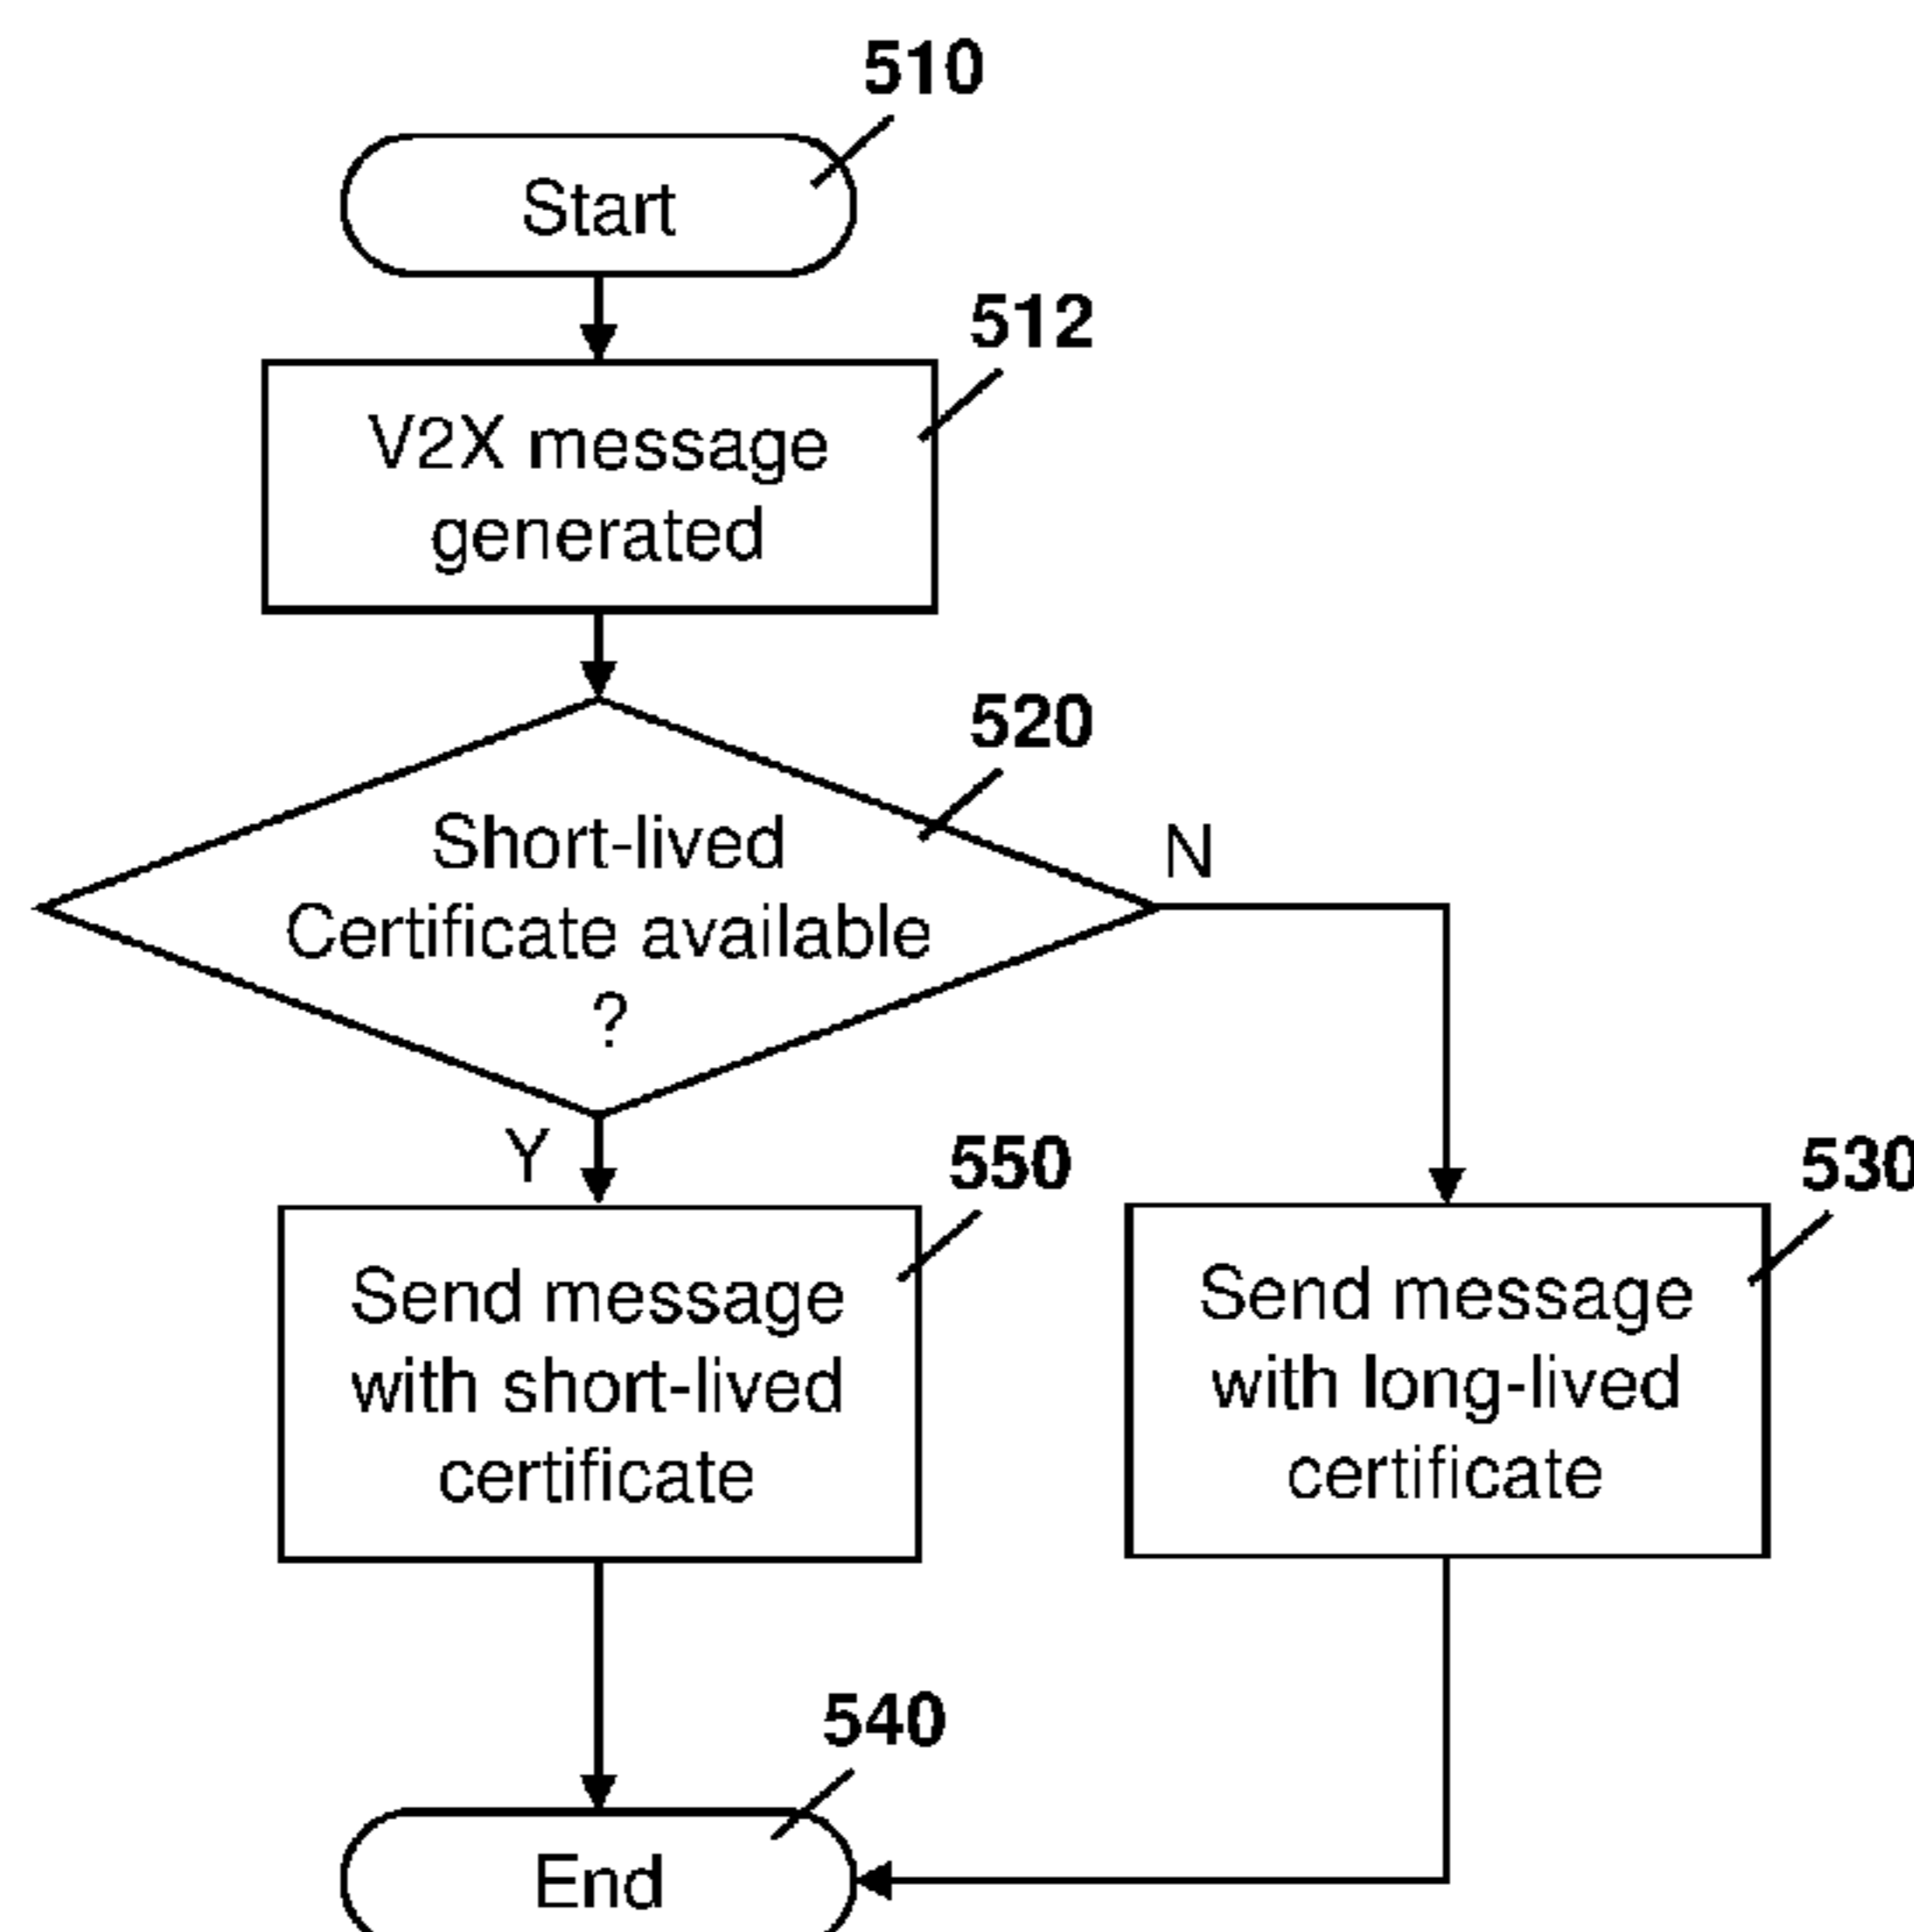 510
Start
512
V2X message
generated
520
Short-lived
Certificate available
?
N
Y
550
530
Send message
with short-lived
certificate
Send message
with long-lived
certificate
540
End